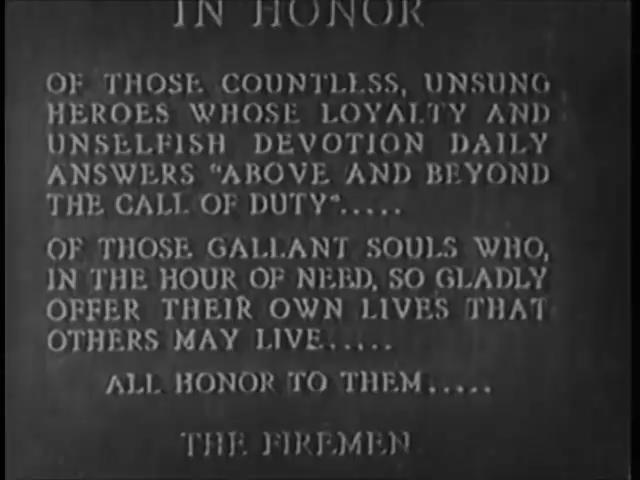 IN HONOR
OF THOSE COUNTLESS, UNSUNG
HEROES WHOSE LOYALTY AND
UNSELFISH DEVOTION DAILY
ANSWERS "ABOVE AND BEYOND
THE CALL OF DUTY".....
OF THOSE GALLANT SOULS WHO,
IN THE HOUR OF NEED, SO GLADLY
OFFER THEIR OWN LIVES THAT
OTHERS MAY LIVE.....
ALL HONOR TO THEM.....
THE FIREMEN